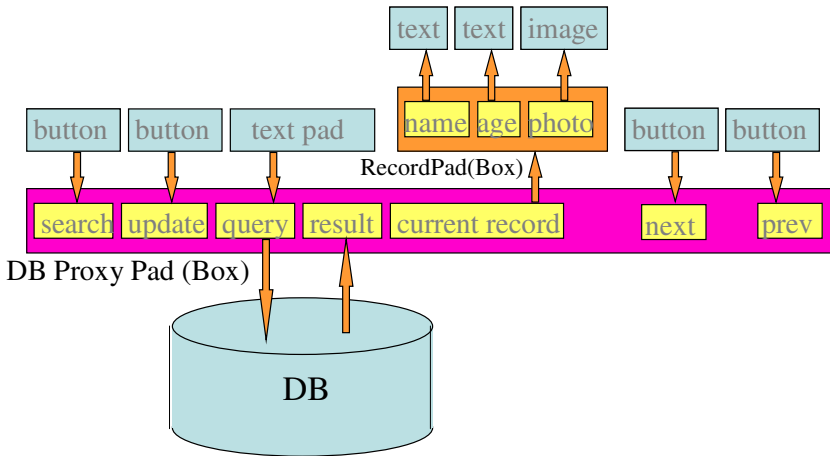 text text image
name age photo
button button text pad button button
RecordPad(Box)
search update query result current record next prev
DB Proxy Pad (Box)
DB